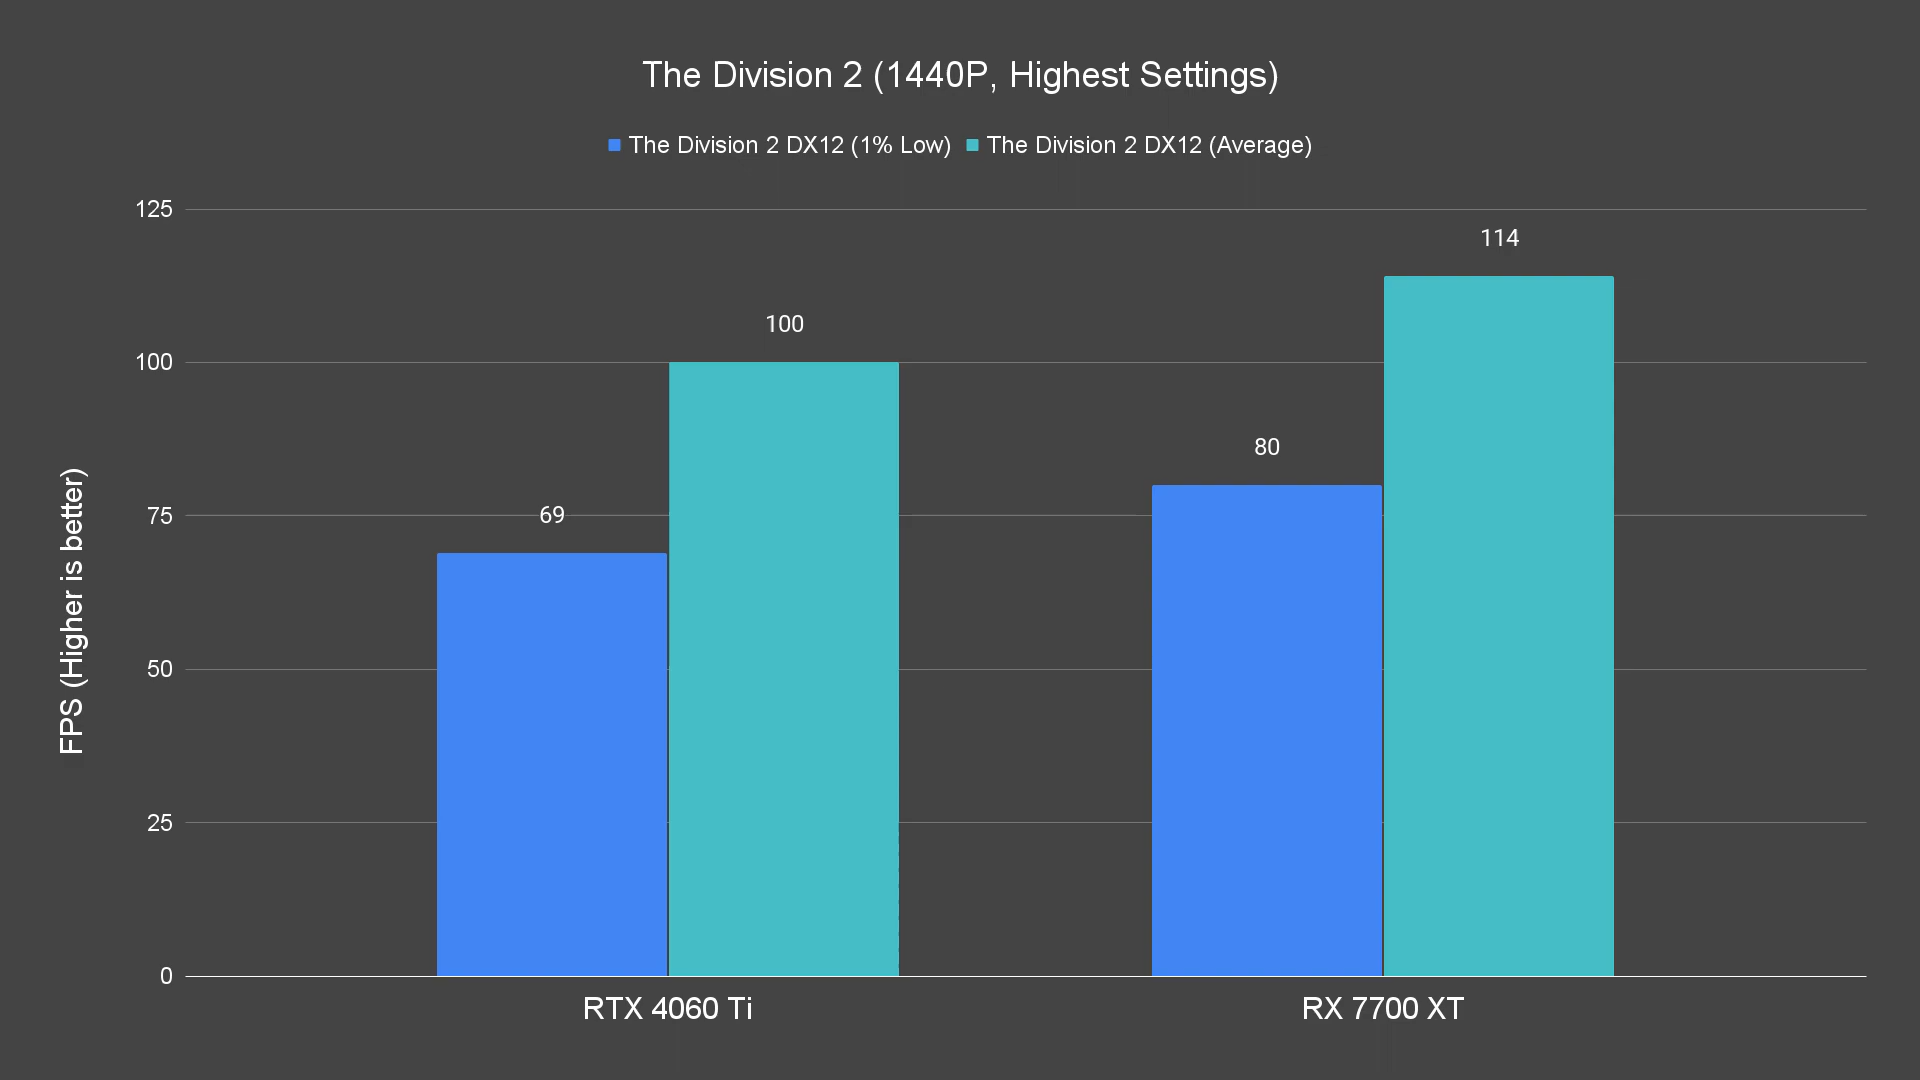 The Division 2 (1440P, Highest Settings)
The Division 2 DX12 (1% Low) The Division 2 DX12 (Average)
FPS (Higher is better)
125
100
75
50
25
0
69
100
80
114
RTX 4060 Ti
RX 7700 XT